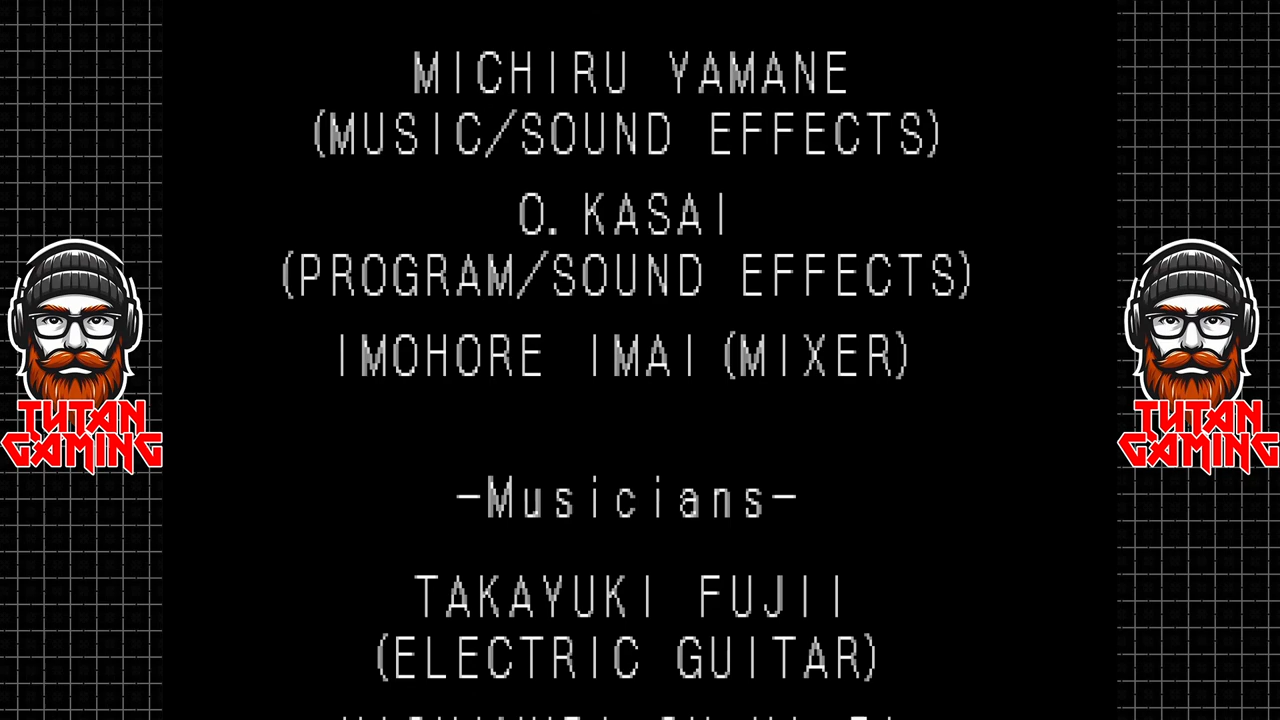 MICHIRU YAMANE
(MUSIC/SOUND EFFECTS)
O.KASAI
(PROGRAM/SOUND EFFECTS)
IMOHORE IMAI(MIXER)
-Musicians-
TAKAYUKI FUJII
(ELECTRIC GUITAR)
TUTAN
GAMING
TUTAN
GAMING